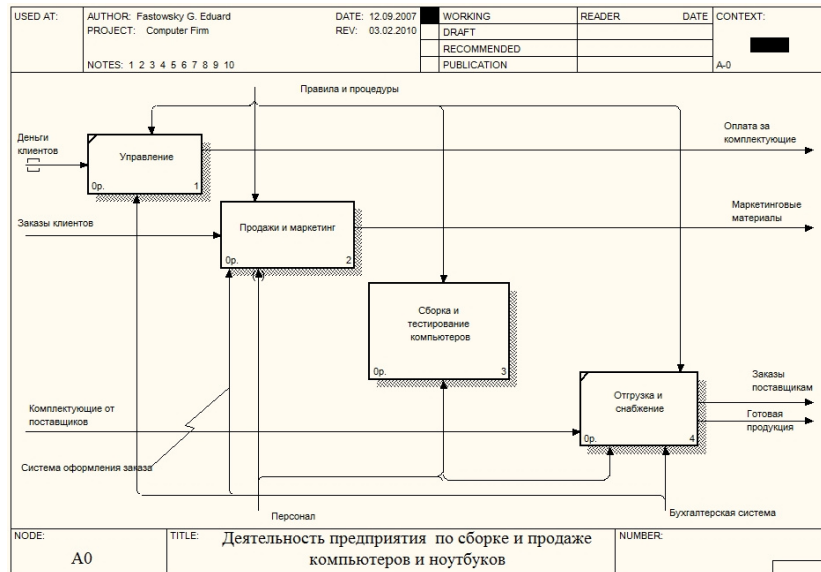 USED AT:
AUTHOR: Fastowsky G. Eduard
DATE: 12.09.2007
PROJECT: Computer Firm
REV: 03.02.2010
NOTES: 1 2 3 4 5 6 7 8 9 10
WORKING
DRAFT
RECOMMENDED
PUBLICATION
READER DATE
CONTEXT:
A-0
Правила и процедуры
Деньги
клиентов
Управление
0р. 1
Оплата за
комплектующие
Заказы клиентов
Продажи и маркетинг
0р. 2
Маркетинговые
материалы
Сборка и
тестирование
компьютеров
0р. 3
Отгрузка и
снабжение
0р. 4
Заказы
поставщикам
Готовая
продукция
Комплектующие от
поставщиков
Система оформления заказа
Персонал
Бухгалтерская система
NODE:
A0
TITLE:
Деятельность предприятия по сборке и продаже
компьютеров и ноутбуков
NUMBER: